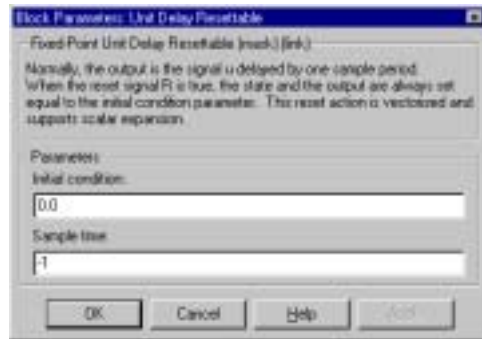 Block Parameters: Unit Delay Resettable
Fixed-Point Unit Delay Resettable (mask) (link)
Normally, the output is the signal u delayed by one sample period.
When the reset signal R is true, the state and the output are always set
equal to the initial condition parameter. This reset action is vectorized and
supports scalar expansion.
Parameters
Initial condition:
0.0
Sample time:
-1
OK
Cancel
Help
Apply